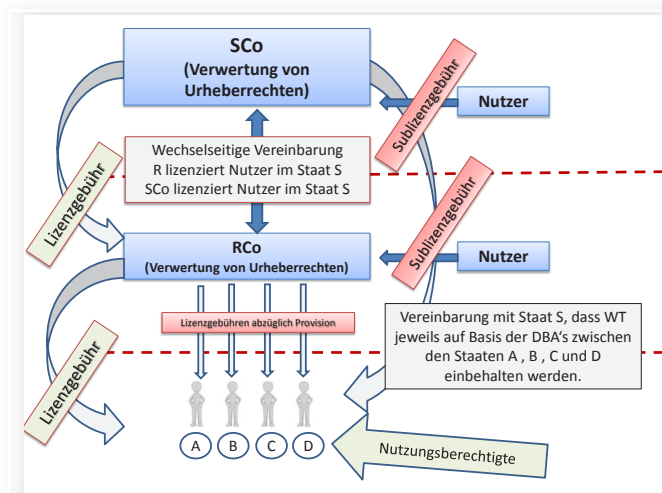 SCo
(Verwertung von
Urheberrechten)
Sublizenzgebühr
Nutzer
Wechselseitige Vereinbarung
R lizenziert Nutzer im Staat S
SCo lizenziert Nutzer im Staat S
Lizenzgebühr
RCo
(Verwertung von Urheberrechten)
Sublizenzgebühr
Nutzer
Lizenzgebühren abzüglich Provision
Vereinbarung mit Staat S, dass WT
jeweils auf Basis der DBA's zwischen
den Staaten A , B , C und D
einbehalten werden.
Lizenzgebühr
A
B
C
D
Nutzungsberechtigte